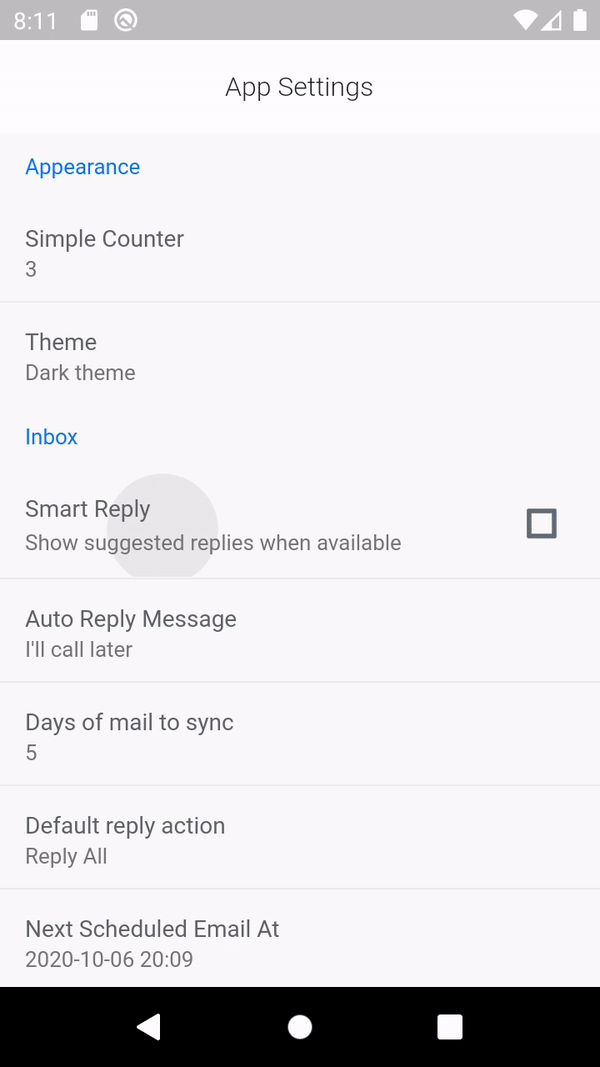 8:11
App Settings
Appearance
Simple Counter
3
Theme
Dark theme
Inbox
Smart Reply
Show suggested replies when available
Auto Reply Message
I'll call later
Days of mail to sync
5
Default reply action
Reply All
Next Scheduled Email At
2020-10-06 20:09